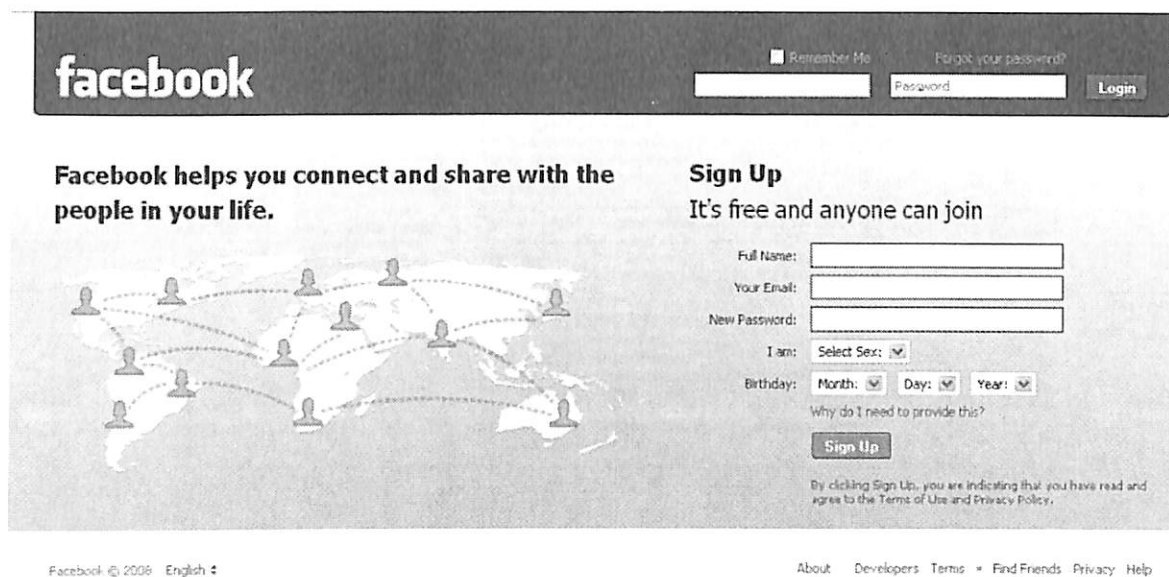 Remember Me Forgot your password?
facebook
Password Login
Facebook helps you connect and share with the
people in your life.
Sign Up
It's free and anyone can join
Full Name:
Your Email:
New Password:
I am: Select Sex:
Birthday: Month: Day: Year:
Why do I need to provide this?
Sign Up
By clicking Sign Up, you are indicating that you have read and
agree to the Terms of Use and Privacy Policy.
Facebook © 2008 English
About Developers Terms Find Friends Privacy Help